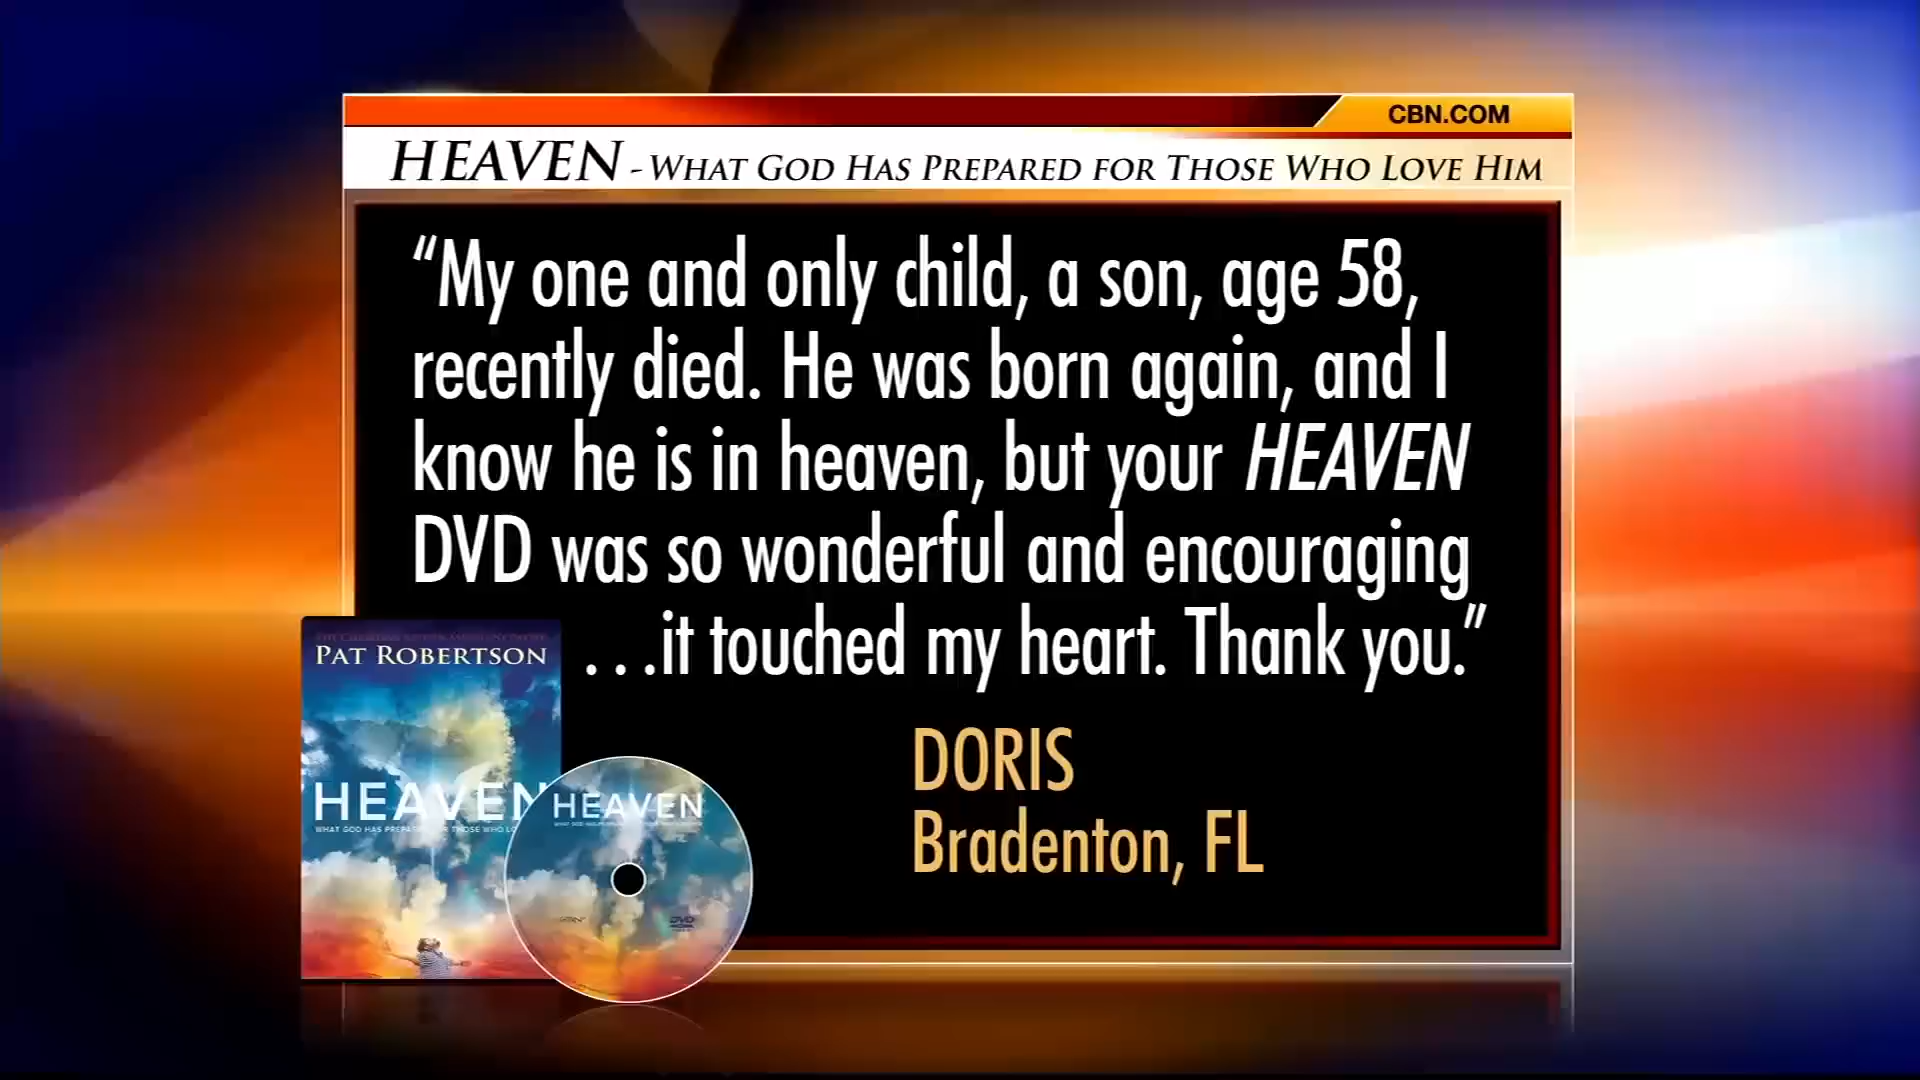 CBN.COM
HEAVEN - WHAT GOD HAS PREPARED FOR THOSE WHO LOVE HIM
“My one and only child, a son, age 58,
recently died. He was born again, and I
know he is in heaven, but your HEAVEN
DVD was so wonderful and encouraging
...it touched my heart. Thank you.”
DORIS
Bradenton, FL
PAT ROBERTSON
HEAVEN
HEAVEN
DVD